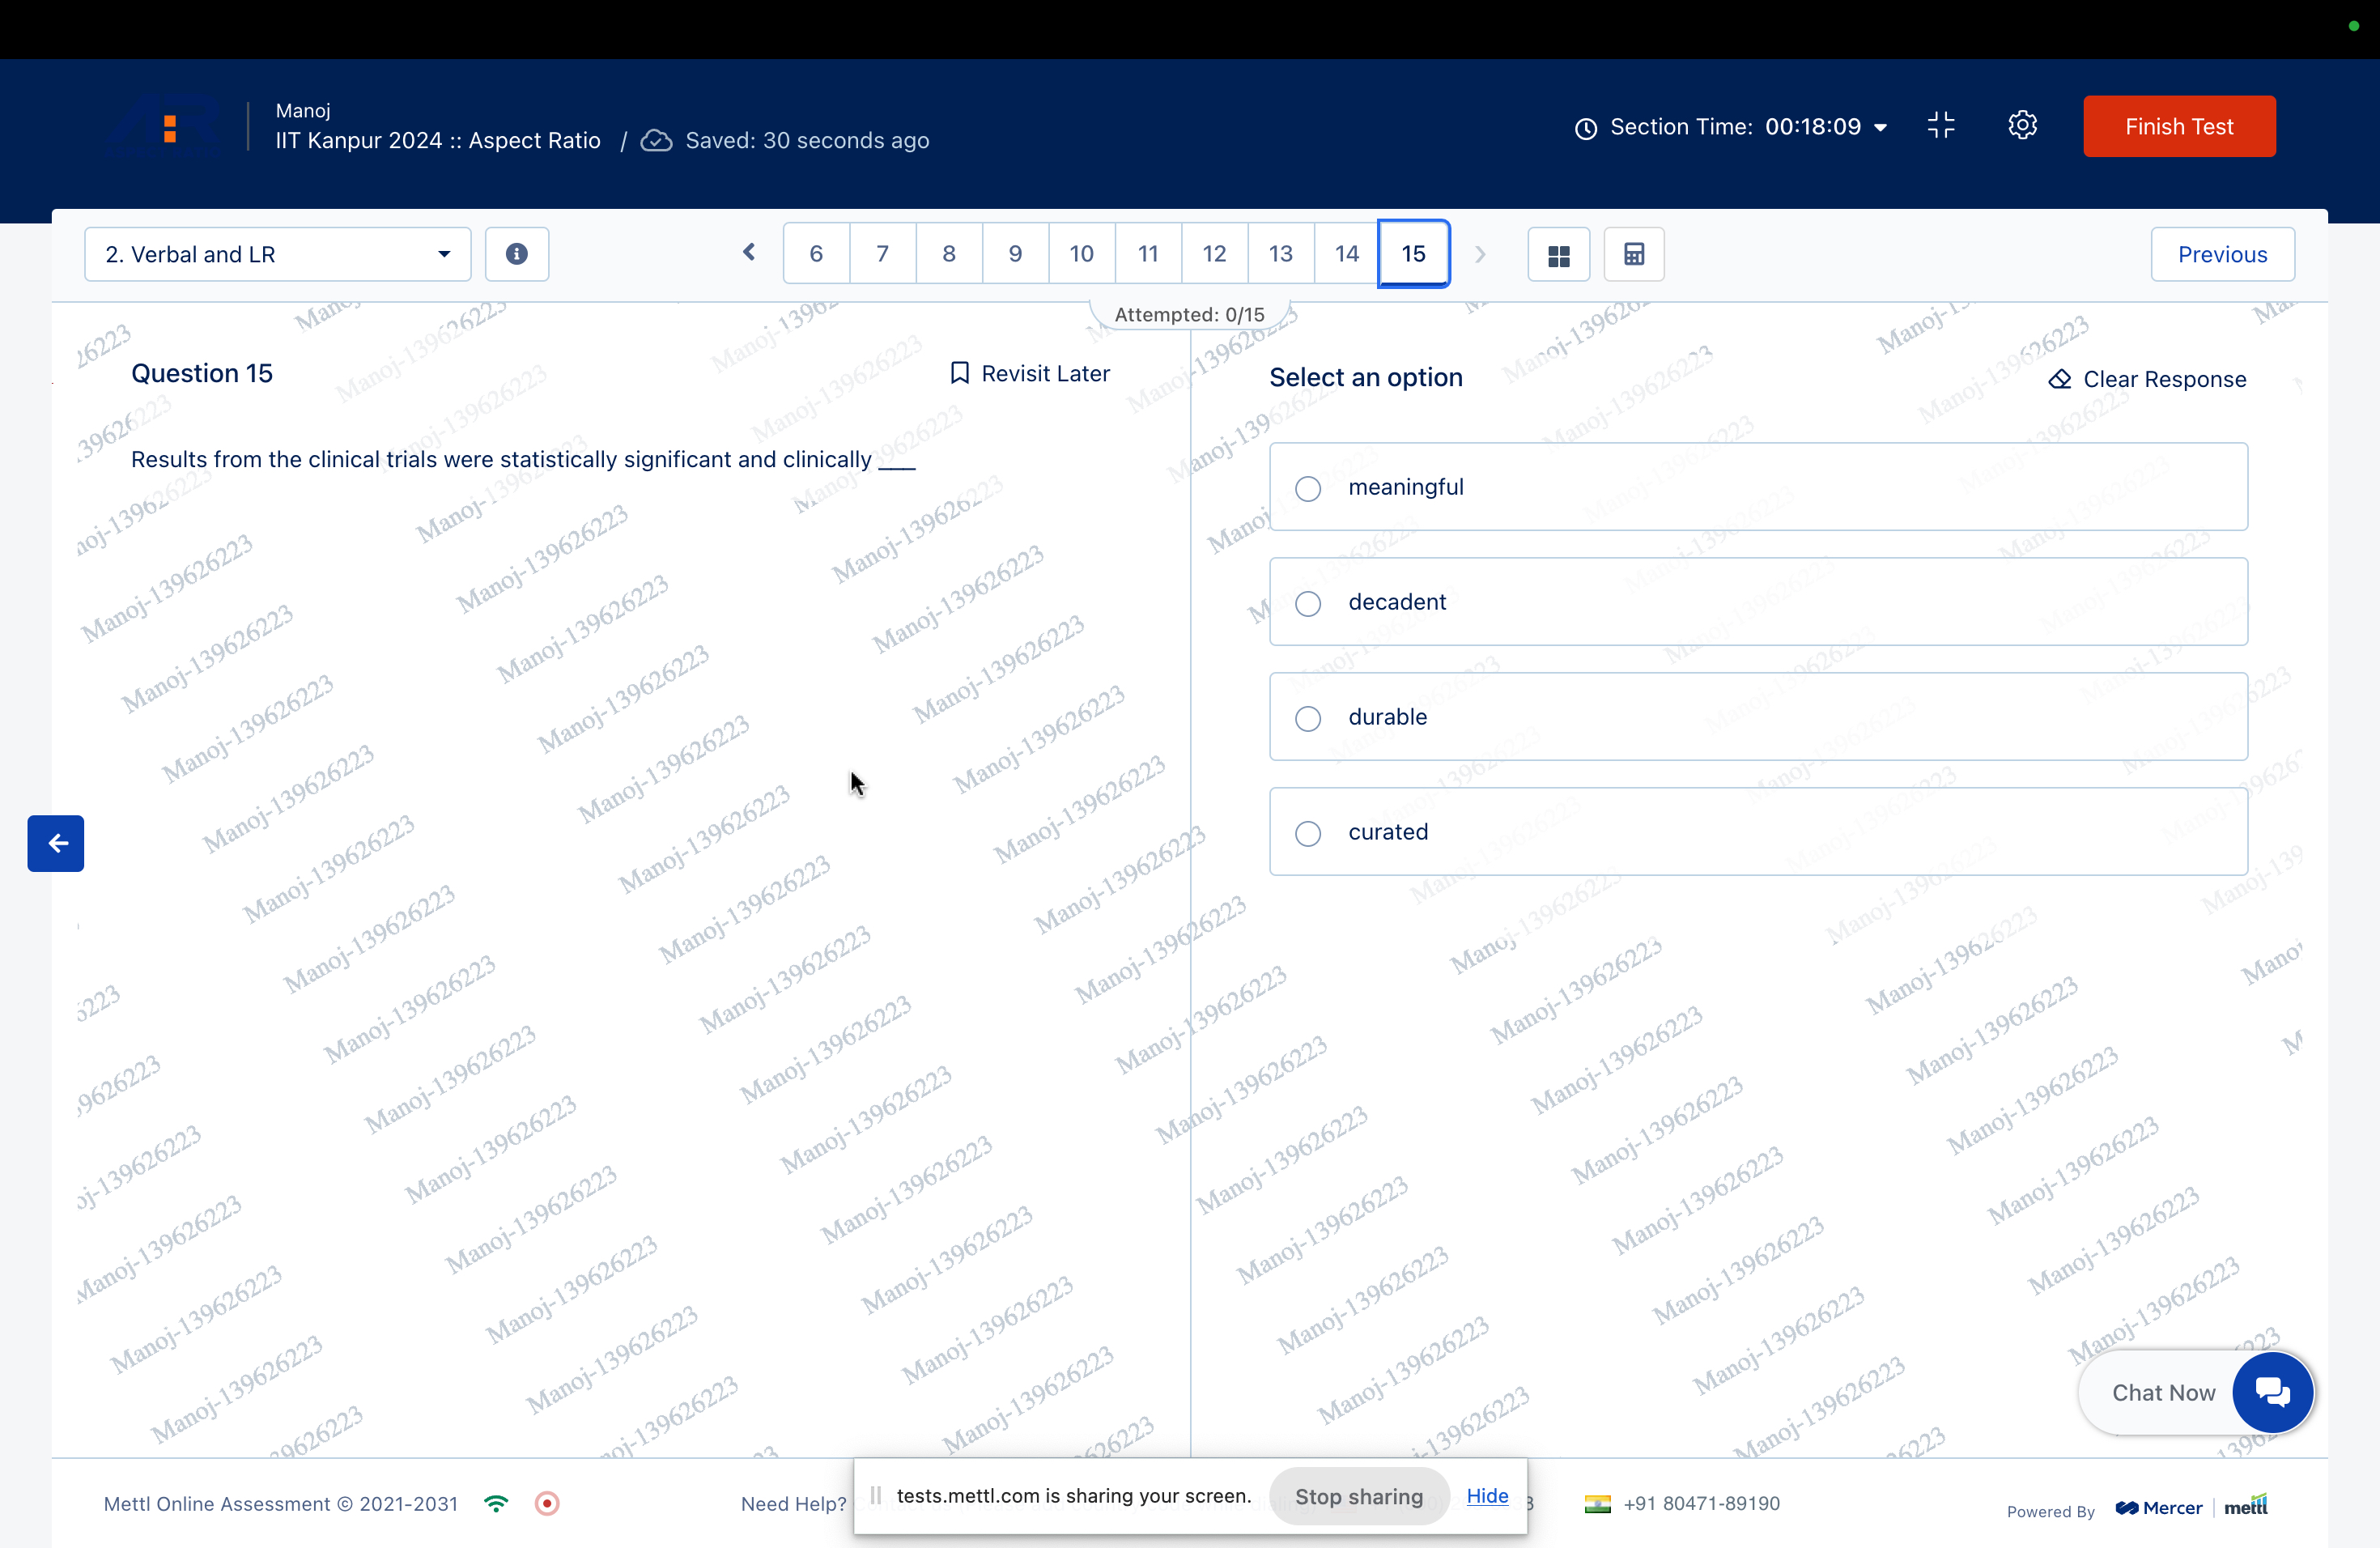 Manoj
IIT Kanpur 2024 :: Aspect Ratio / Saved: 30 seconds ago
Section Time: 00:18:09
Finish Test
2. Verbal and LR
6 7 8 9 10 11 12 13 14 15
Previous
Attempted: 0/15
Question 15
Revisit Later
Results from the clinical trials were statistically significant and clinically ___
Select an option
Clear Response
meaningful
decadent
durable
curated
Manoj-139626223
Chat Now
Mettl Online Assessment © 2021-2031
Need Help?
tests.mettl.com is sharing your screen.
Stop sharing
Hide
+91 80471-89190
Powered By
Mercer | mettl